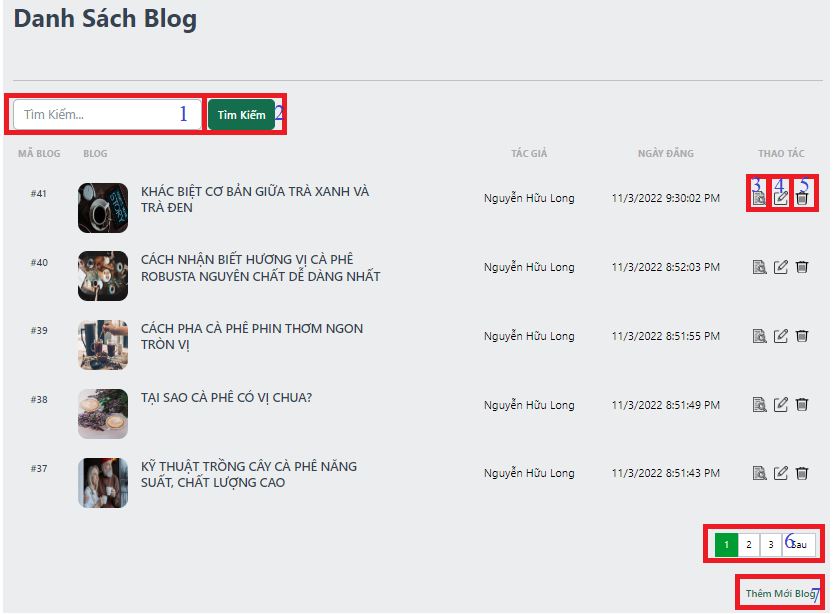 Danh Sách Blog
Tìm Kiếm... 1 Tìm Kiếm 2
MÃ BLOG BLOG TÁC GIẢ NGÀY ĐĂNG THAO TÁC
3 4 5
#41 KHÁC BIỆT CƠ BẢN GIỮA TRÀ XANH VÀ
TRÀ ĐEN Nguyễn Hữu Long 11/3/2022 9:30:02 PM
#40 CÁCH NHẬN BIẾT HƯƠNG VỊ CÀ PHÊ
ROBUSTA NGUYÊN CHẤT DỄ DÀNG NHẤT Nguyễn Hữu Long 11/3/2022 8:52:03 PM
#39 CÁCH PHA CÀ PHÊ PHIN THƠM NGON
TRÒN VỊ Nguyễn Hữu Long 11/3/2022 8:51:55 PM
#38 TẠI SAO CÀ PHÊ CÓ VỊ CHUA? Nguyễn Hữu Long 11/3/2022 8:51:49 PM
#37 KỸ THUẬT TRỒNG CÂY CÀ PHÊ NĂNG
SUẤT, CHẤT LƯỢNG CAO Nguyễn Hữu Long 11/3/2022 8:51:43 PM
1 2 3 6 Sau
Thêm Mới Blog 7